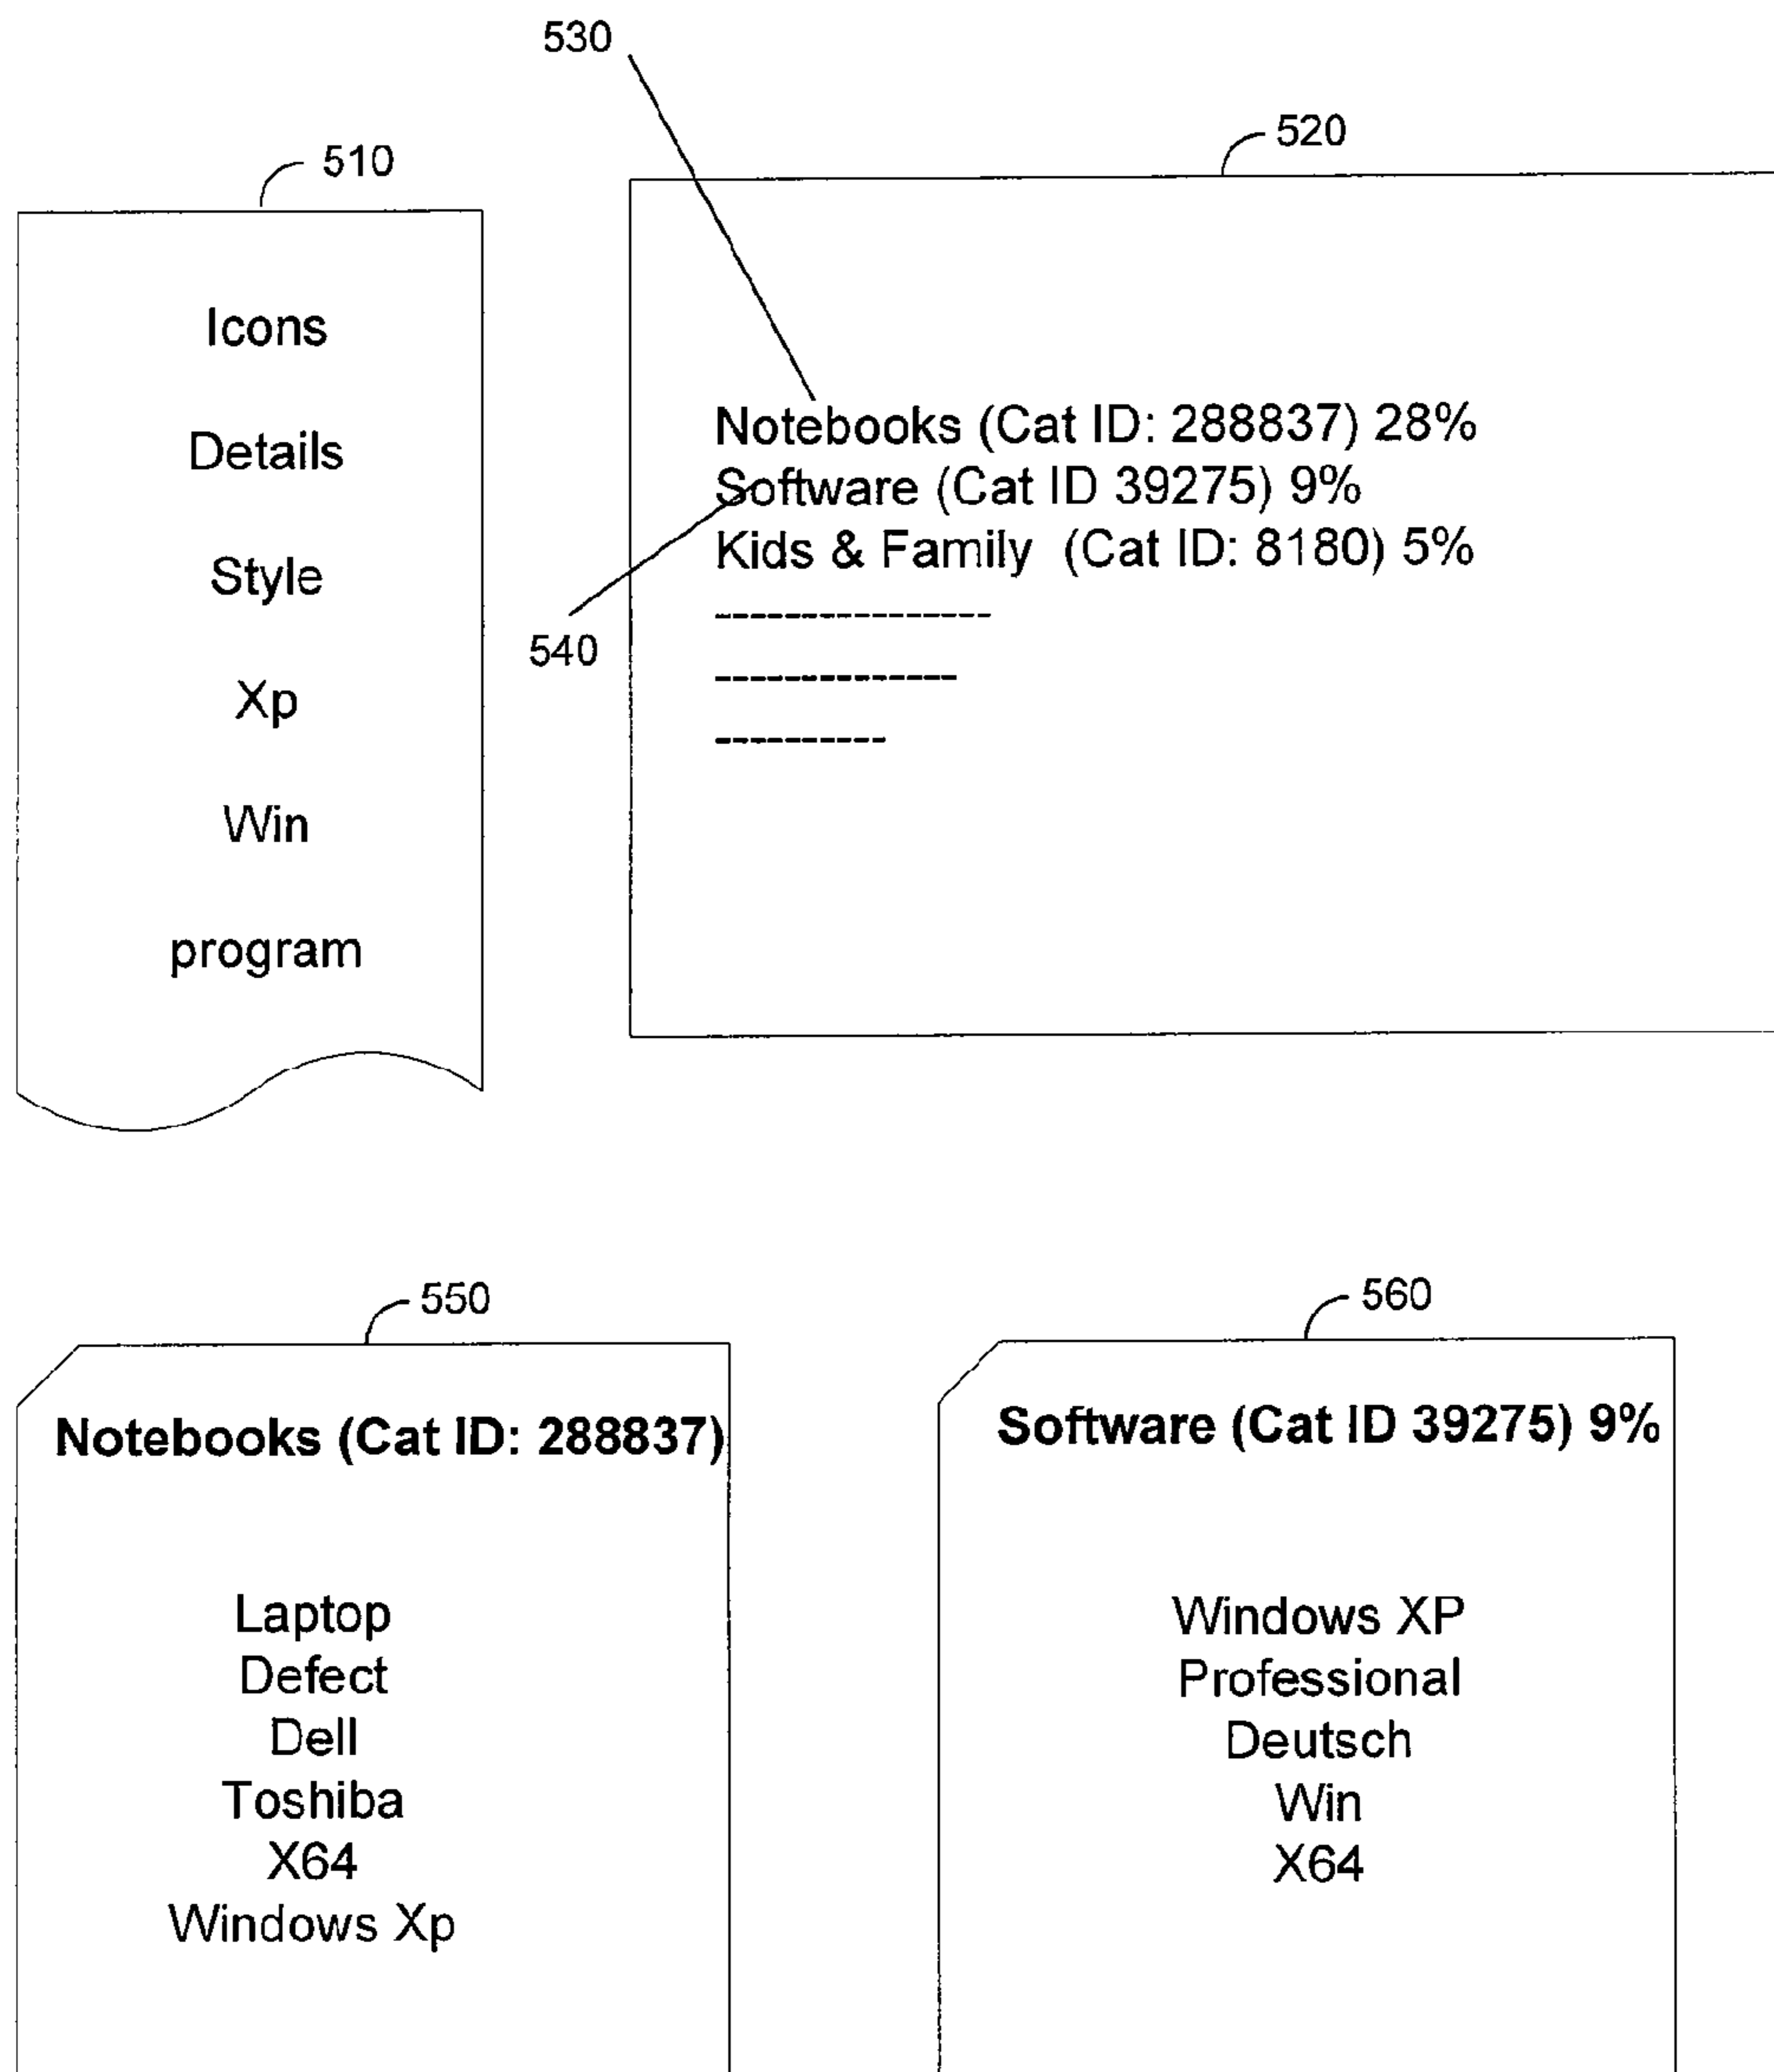 530
520
510
Icons
Details
Style
Xp
Win
program
Notebooks (Cat ID: 288837) 28%
Software (Cat ID 39275) 9%
Kids & Family (Cat ID: 8180) 5%
----------------
--------------
----------
540
550
Notebooks (Cat ID: 288837)
Laptop
Defect
Dell
Toshiba
X64
Windows Xp
560
Software (Cat ID 39275) 9%
Windows XP
Professional
Deutsch
Win
X64